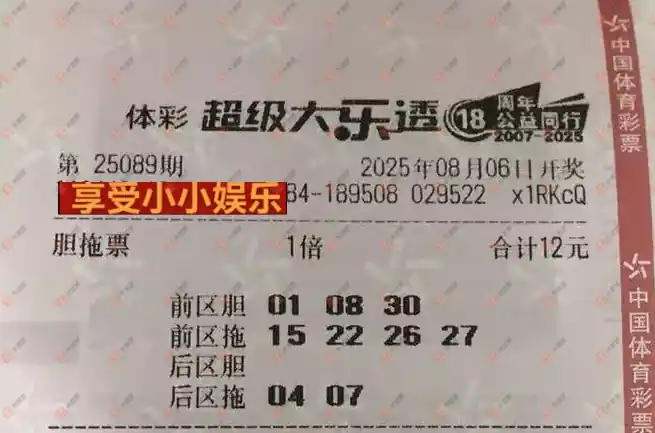 体彩 超级大乐透 18周年 公益同行 2007-2025
第 25089期 2025年08月06日开奖
享受小小娱乐 84-189508 029522 x1RKcQ
胆拖票 1倍 合计12元
前区胆 01 08 30
前区拖 15 22 26 27
后区胆
后区拖 04 07
中国体育彩票
中国体育彩票